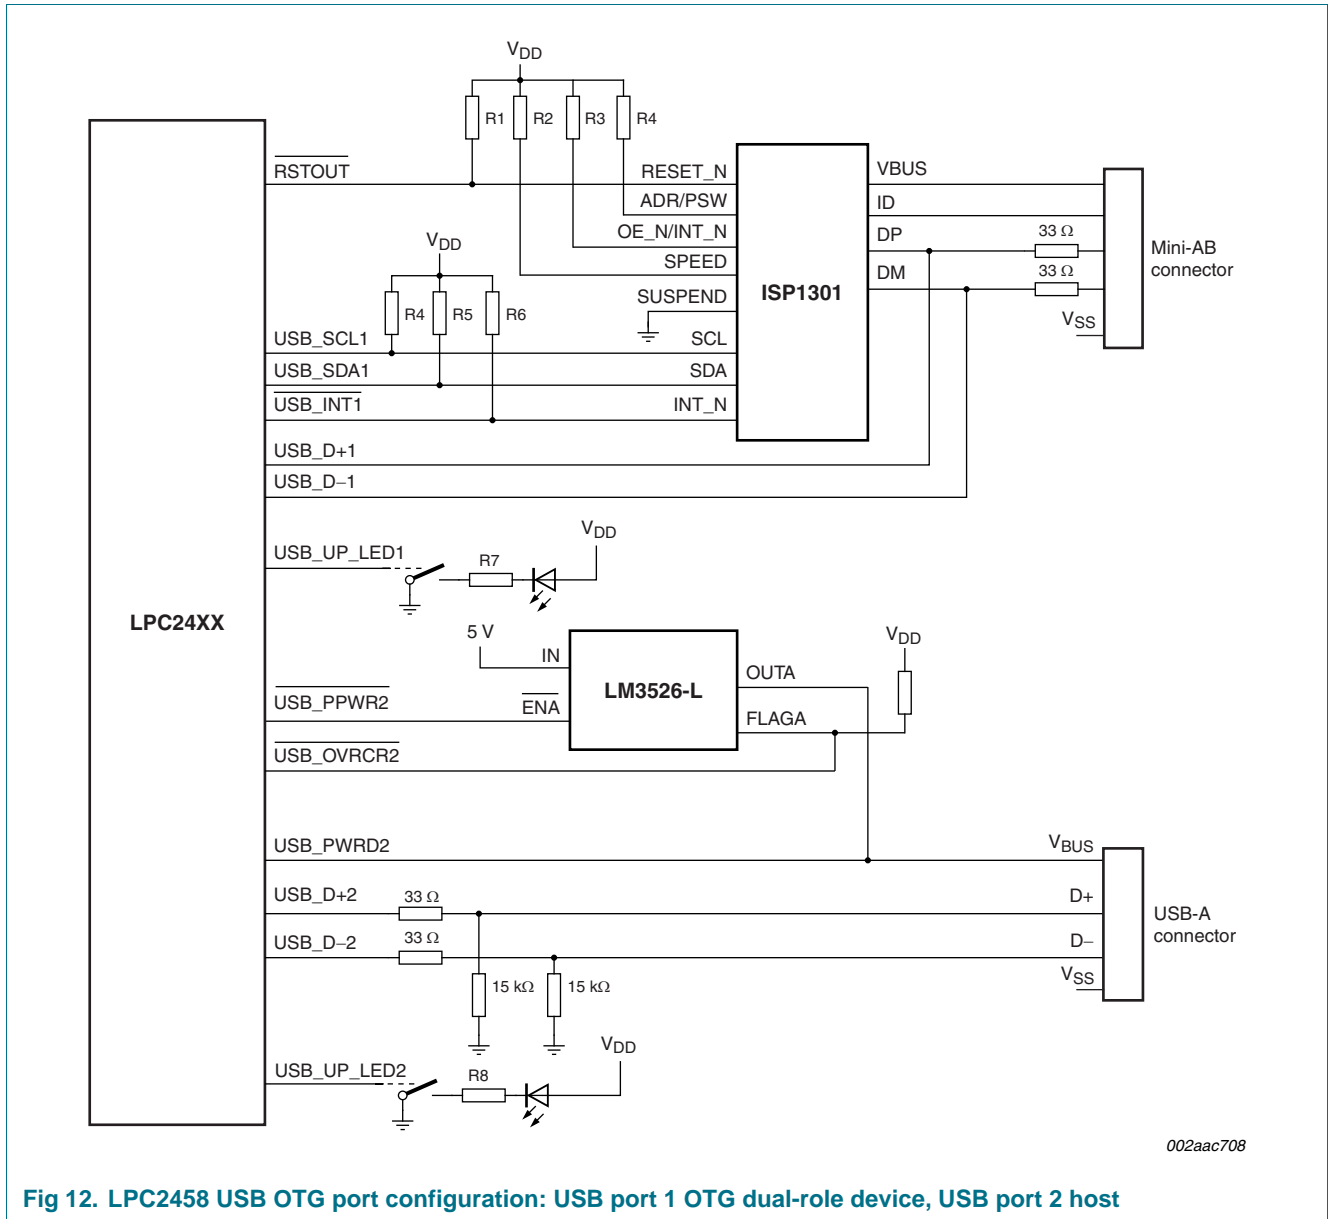 VDD
R1
R2
R3
R4
RSTOUT
RESET_N
VBUS
ADR/PSW
ID
OE_N/INT_N
DP
33 Ω
VDD
SPEED
Mini-AB
connector
DM
33 Ω
SUSPEND
ISP1301
R4
R5
R6
VSS
USB_SCL1
SCL
USB_SDA1
SDA
USB_INT1
INT_N
USB_D+1
USB_D−1
VDD
USB_UP_LED1
R7
LPC24XX
5 V
VDD
IN
OUTA
LM3526-L
USB_PPWR2
ENA
FLAGA
USB_OVRCR2
USB_PWRD2
VBUS
USB_D+2
33 Ω
D+
USB-A
connector
USB_D−2
33 Ω
D−
VSS
15 kΩ
15 kΩ
VDD
USB_UP_LED2
R8
002aac708
Fig 12. LPC2458 USB OTG port configuration: USB port 1 OTG dual-role device, USB port 2 host